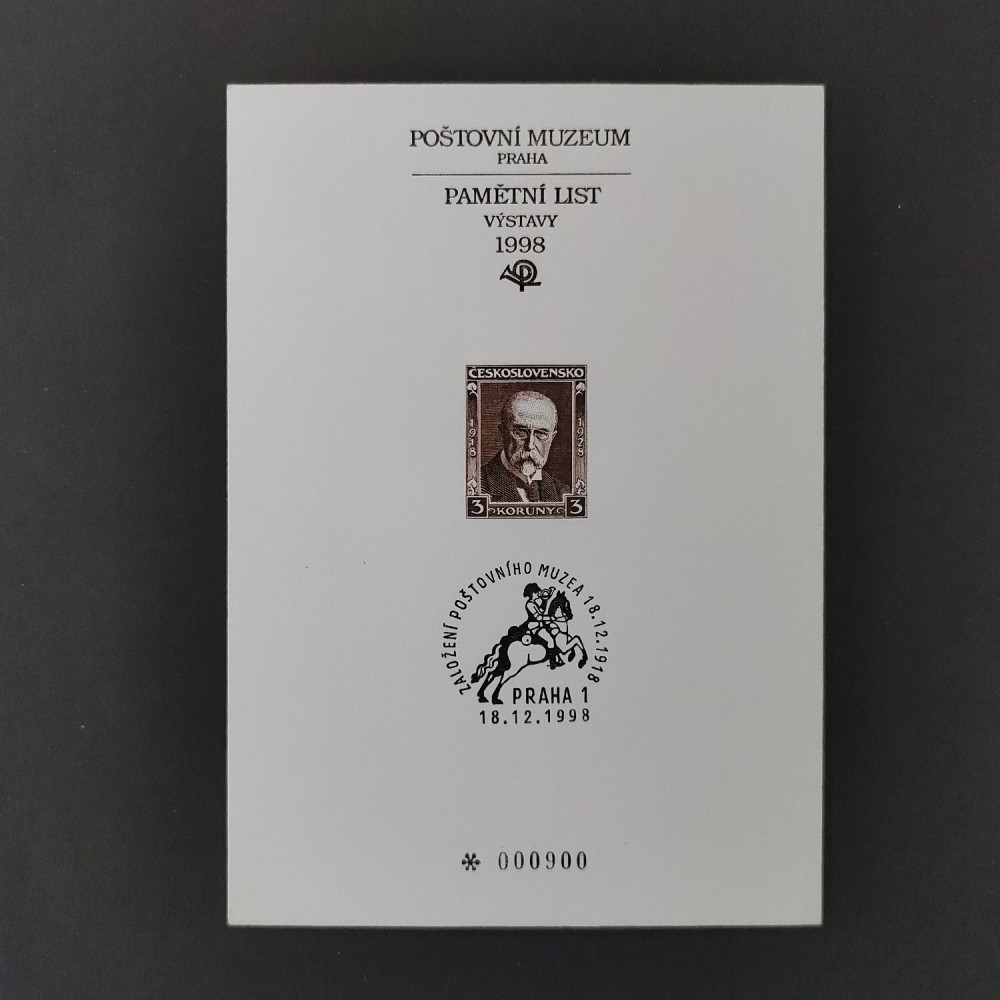 POŠTOVNÍ MUZEUM
PRAHA
PAMĚTNÍ LIST
VÝSTAVY
1998
ČESKOSLOVENSKO
1918
1928
3 KORUNY 3
ZALOŽENÍ POŠTOVNÍHO MUZEA 18.12.1918
PRAHA 1
18.12.1998
* 000900